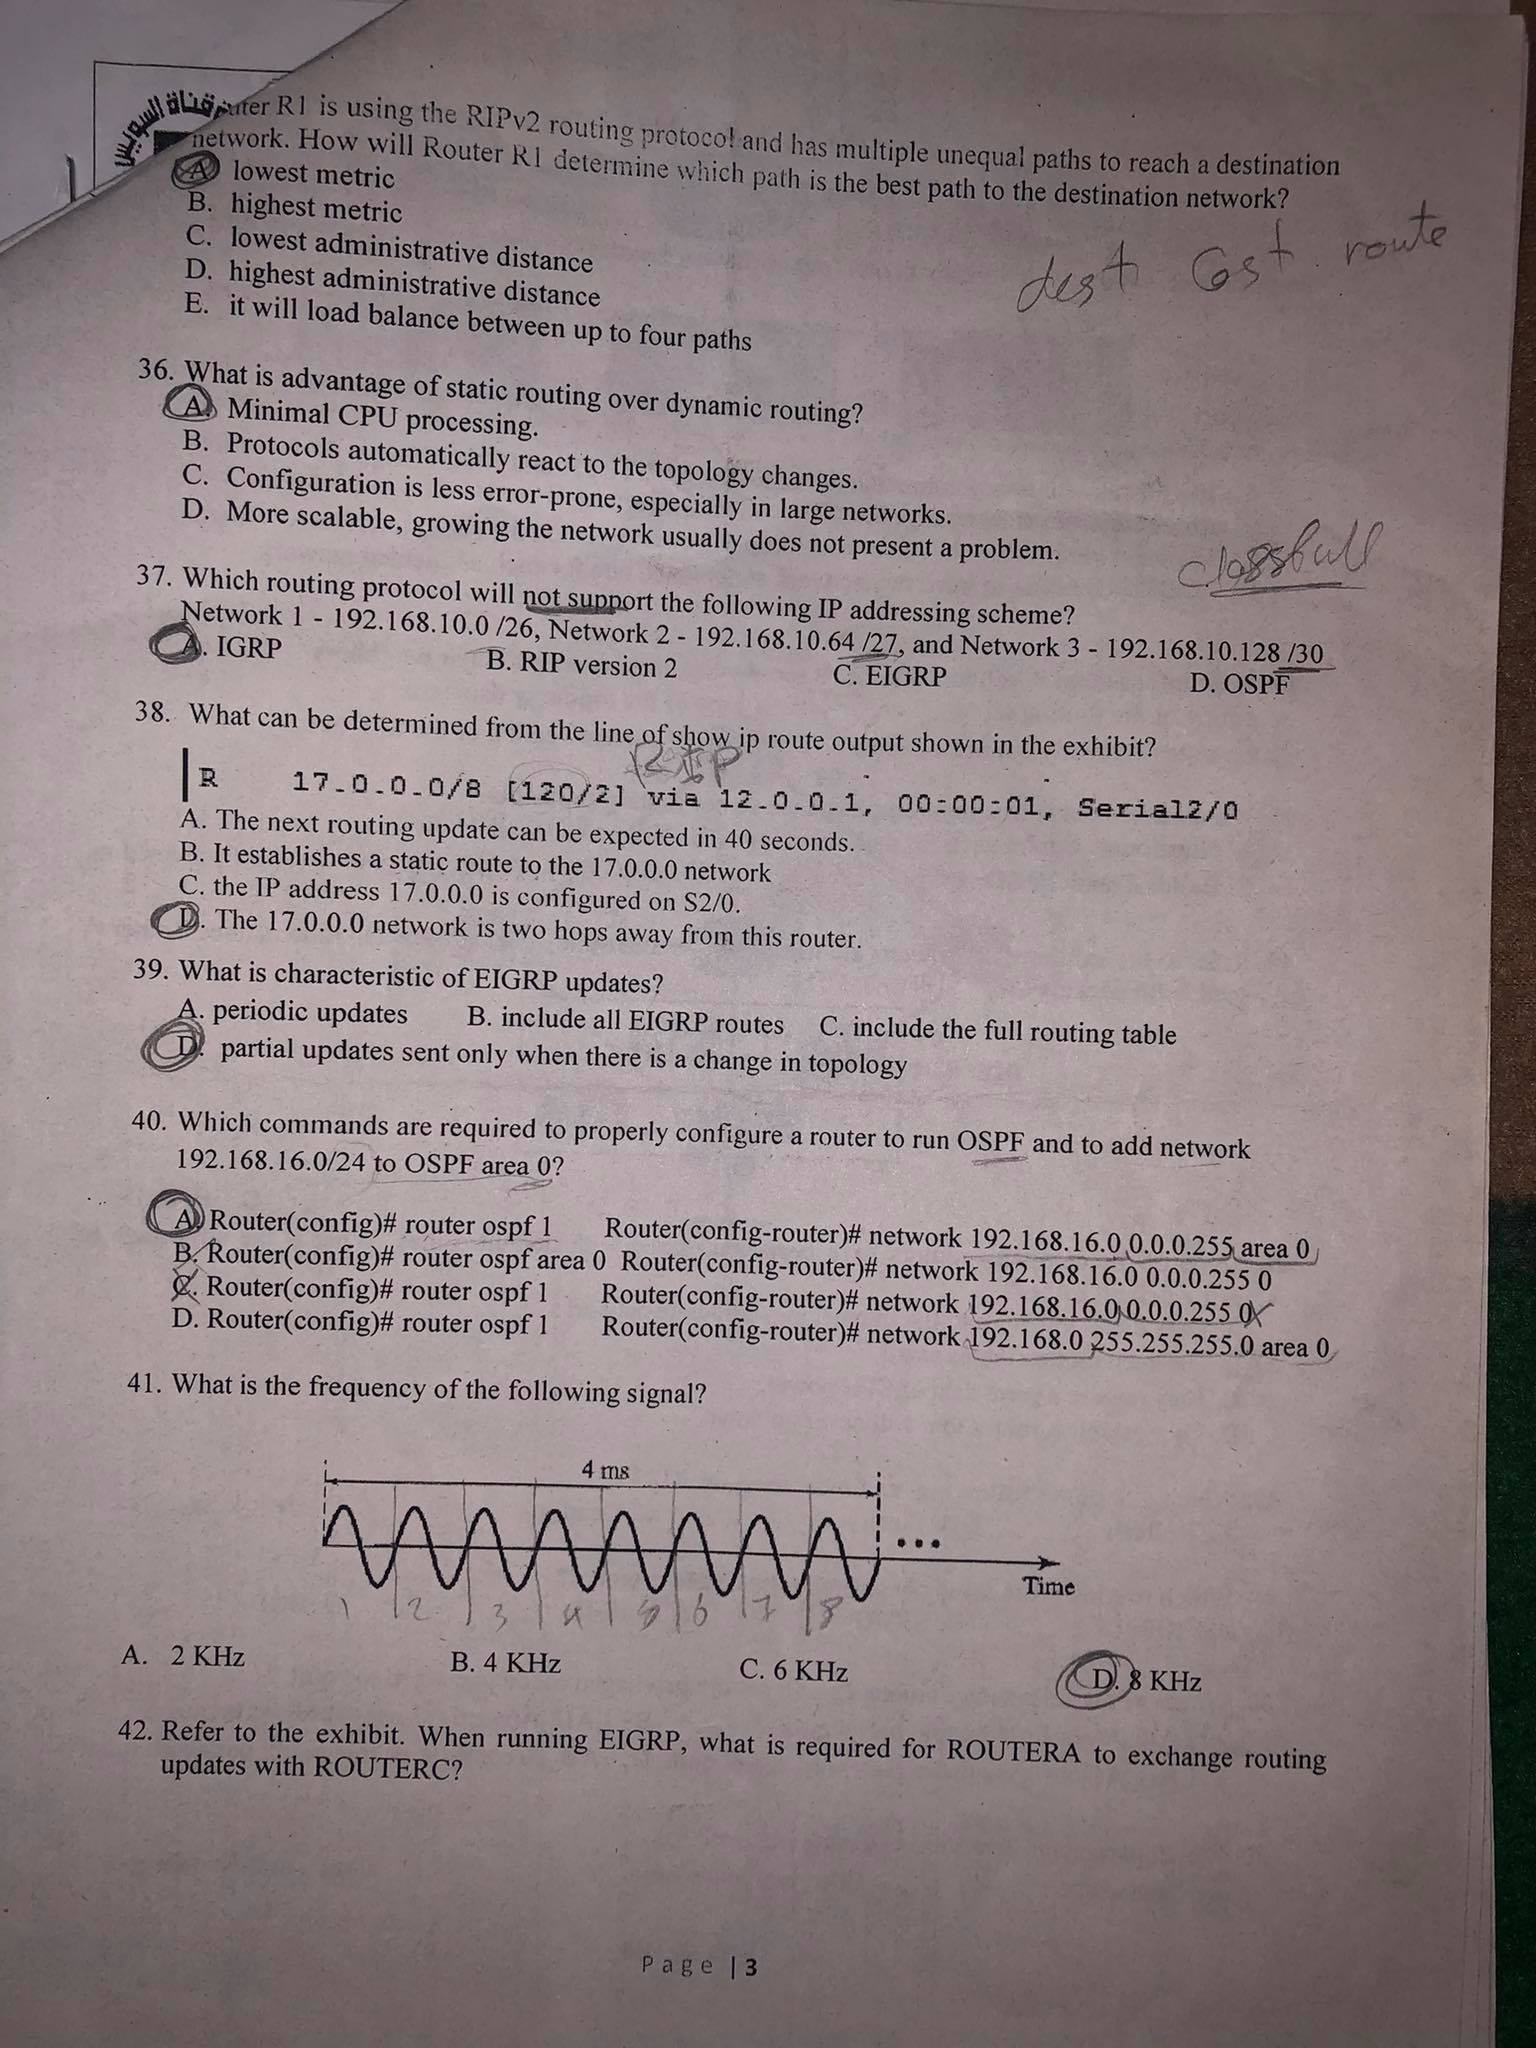 قناة السويس
uter R1 is using the RIPv2 routing protocol and has multiple unequal paths to reach a destination
network. How will Router R1 determine which path is the best path to the destination network?
A. lowest metric
B. highest metric
C. lowest administrative distance
D. highest administrative distance
E. it will load balance between up to four paths
dest Cost route
36. What is advantage of static routing over dynamic routing?
A. Minimal CPU processing.
B. Protocols automatically react to the topology changes.
C. Configuration is less error-prone, especially in large networks.
D. More scalable, growing the network usually does not present a problem.
classfull
37. Which routing protocol will not support the following IP addressing scheme?
Network 1 - 192.168.10.0 /26, Network 2 - 192.168.10.64 /27, and Network 3 - 192.168.10.128 /30
A. IGRP B. RIP version 2 C. EIGRP D. OSPF
38. What can be determined from the line of show ip route output shown in the exhibit?
RIP
R 17.0.0.0/8 [120/2] via 12.0.0.1, 00:00:01, Serial2/0
A. The next routing update can be expected in 40 seconds.
B. It establishes a static route to the 17.0.0.0 network
C. the IP address 17.0.0.0 is configured on S2/0.
D. The 17.0.0.0 network is two hops away from this router.
39. What is characteristic of EIGRP updates?
A. periodic updates B. include all EIGRP routes C. include the full routing table
D. partial updates sent only when there is a change in topology
40. Which commands are required to properly configure a router to run OSPF and to add network
192.168.16.0/24 to OSPF area 0?
A. Router(config)# router ospf 1 Router(config-router)# network 192.168.16.0 0.0.0.255 area 0
B. Router(config)# router ospf area 0 Router(config-router)# network 192.168.16.0 0.0.0.255 0
C. Router(config)# router ospf 1 Router(config-router)# network 192.168.16.0 0.0.0.255 0
D. Router(config)# router ospf 1 Router(config-router)# network 192.168.0 255.255.255.0 area 0
41. What is the frequency of the following signal?
4 ms
Time
1 2 3 4 5 6 7 8
A. 2 KHz B. 4 KHz C. 6 KHz D. 8 KHz
42. Refer to the exhibit. When running EIGRP, what is required for ROUTERA to exchange routing
updates with ROUTERC?
Page | 3